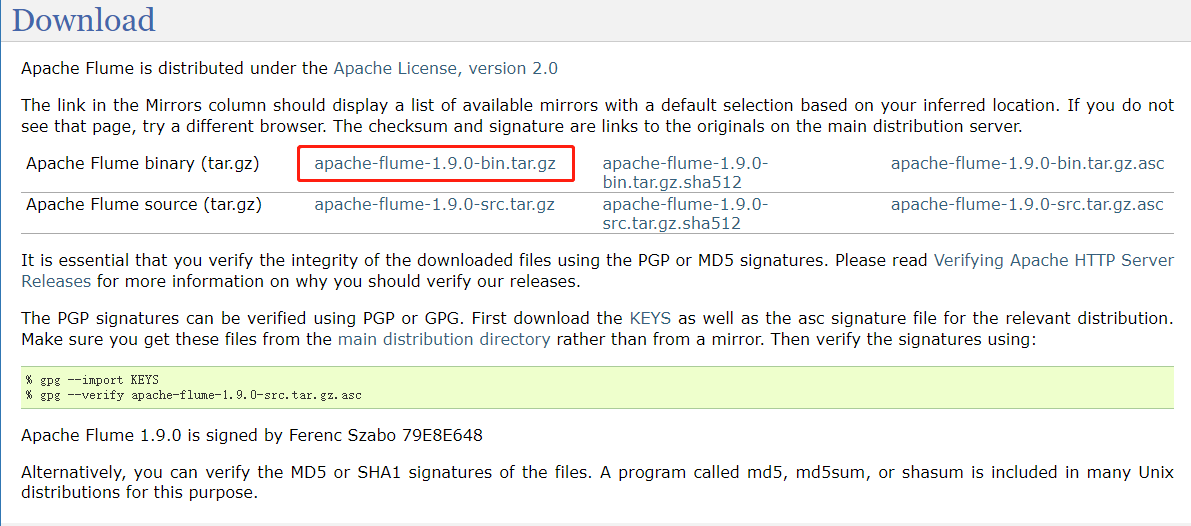 Download
Apache Flume is distributed under the Apache License, version 2.0
The link in the Mirrors column should display a list of available mirrors with a default selection based on your inferred location. If you do not
see that page, try a different browser. The checksum and signature are links to the originals on the main distribution server.
Apache Flume binary (tar.gz) apache-flume-1.9.0-bin.tar.gz apache-flume-1.9.0- apache-flume-1.9.0-bin.tar.gz.asc
bin.tar.gz.sha512
Apache Flume source (tar.gz) apache-flume-1.9.0-src.tar.gz apache-flume-1.9.0- apache-flume-1.9.0-src.tar.gz.asc
src.tar.gz.sha512
It is essential that you verify the integrity of the downloaded files using the PGP or MD5 signatures. Please read Verifying Apache HTTP Server
Releases for more information on why you should verify our releases.
The PGP signatures can be verified using PGP or GPG. First download the KEYS as well as the asc signature file for the relevant distribution.
Make sure you get these files from the main distribution directory rather than from a mirror. Then verify the signatures using:
% gpg --import KEYS
% gpg --verify apache-flume-1.9.0-src.tar.gz.asc
Apache Flume 1.9.0 is signed by Ferenc Szabo 79E8E648
Alternatively, you can verify the MD5 or SHA1 signatures of the files. A program called md5, md5sum, or shasum is included in many Unix
distributions for this purpose.